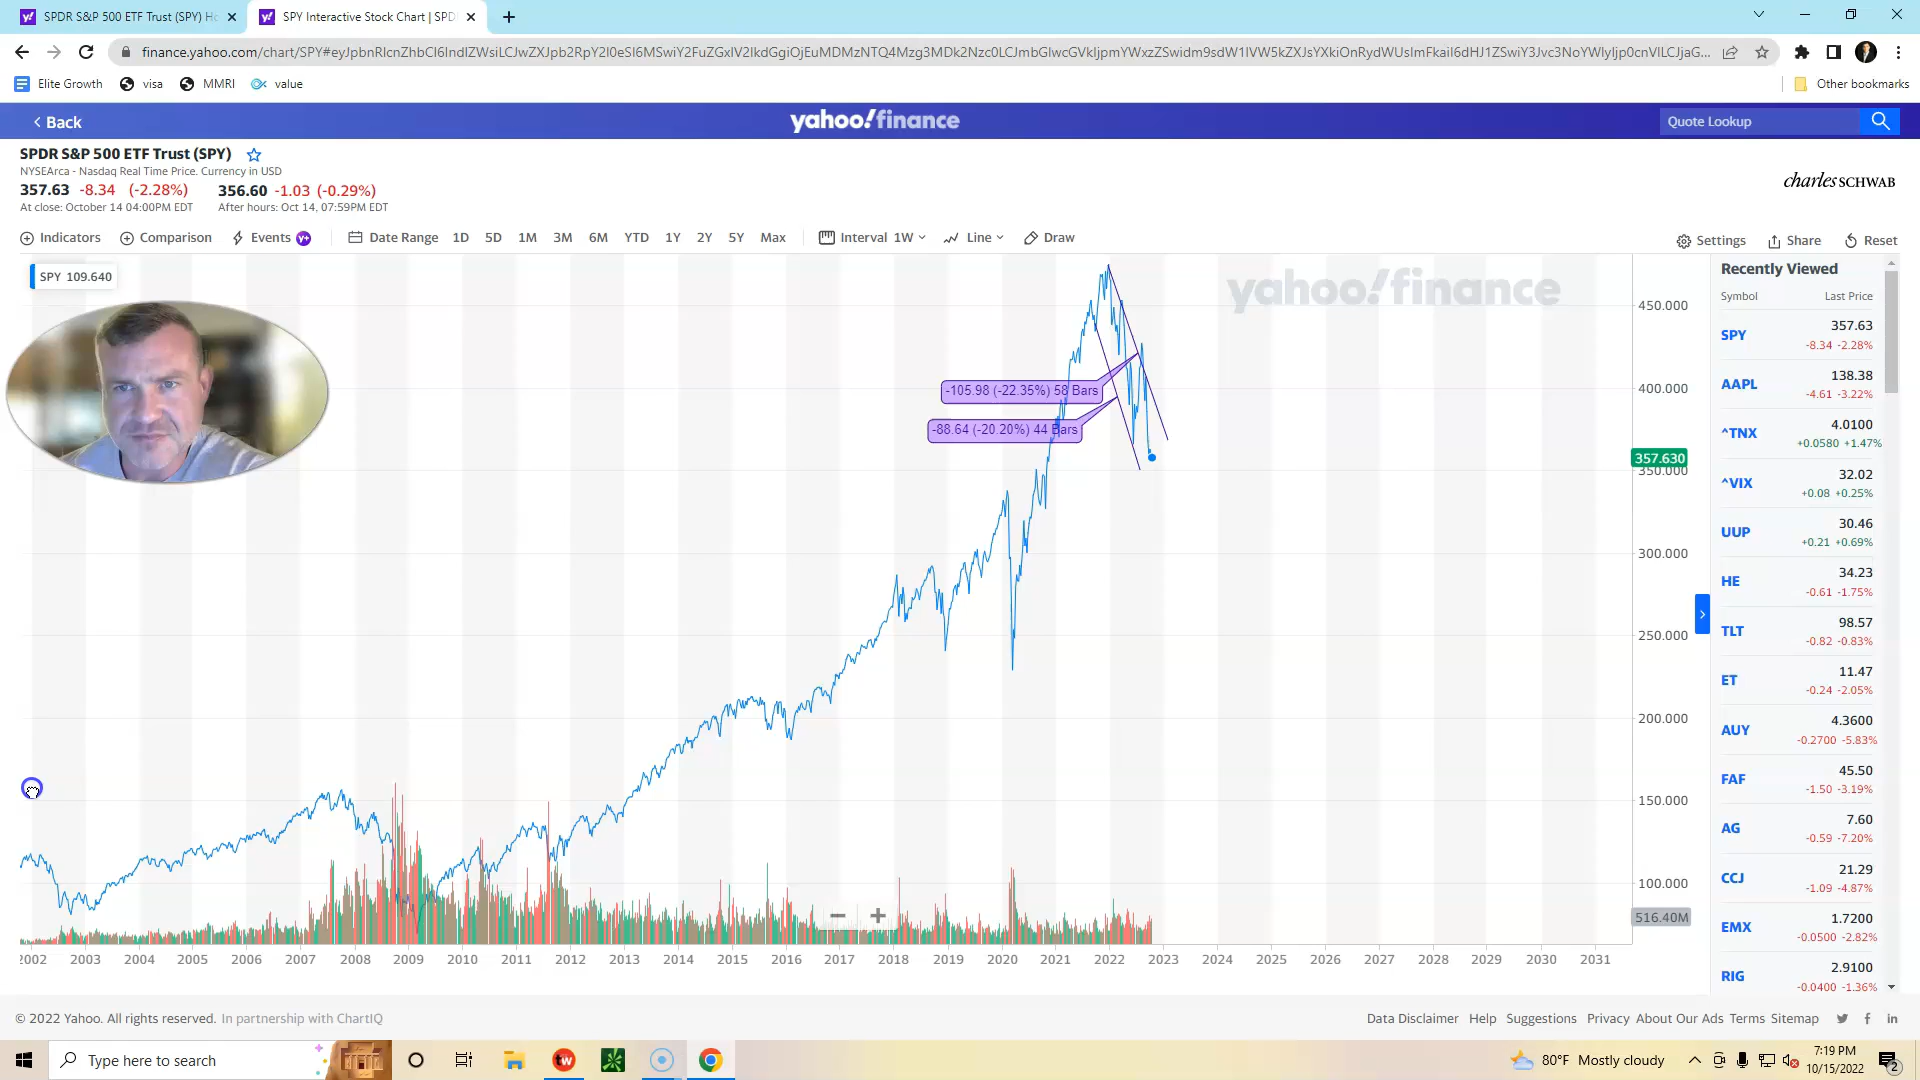 SPDR S&P 500 ETF Trust (SPY) Ho
SPY Interactive Stock Chart | SPD
finance.yahoo.com/chart/SPY#
Elite Growth
visa
MMRI
value
Other bookmarks
Back
yahoo!finance
Quote Lookup
SPDR S&P 500 ETF Trust (SPY)
NYSEArca - Nasdaq Real Time Price. Currency in USD
357.63 -8.34 (-2.28%) 356.60 -1.03 (-0.29%)
At close: October 14 04:00PM EDT After hours: Oct 14, 07:59PM EDT
charles SCHWAB
Indicators Comparison Events y+ Date Range 1D 5D 1M 3M 6M YTD 1Y 2Y 5Y Max Interval 1W Line Draw Settings Share Reset
SPY 109.640
yahoo!finance
-105.98 (-22.35%) 58 Bars
-88.64 (-20.20%) 44 Bars
450.000
400.000
357.630
350.000
300.000
250.000
200.000
150.000
100.000
516.40M
2002 2003 2004 2005 2006 2007 2008 2009 2010 2011 2012 2013 2014 2015 2016 2017 2018 2019 2020 2021 2022 2023 2024 2025 2026 2027 2028 2029 2030 2031
Recently Viewed
Symbol Last Price
SPY 357.63
-8.34 -2.28%
AAPL 138.38
-4.61 -3.22%
^TNX 4.0100
+0.0580 +1.47%
^VIX 32.02
+0.08 +0.25%
UUP 30.46
+0.21 +0.69%
HE 34.23
-0.61 -1.75%
TLT 98.57
-0.82 -0.83%
ET 11.47
-0.24 -2.05%
AUY 4.3600
-0.2700 -5.83%
FAF 45.50
-1.50 -3.19%
AG 7.60
-0.59 -7.20%
CCJ 21.29
-1.09 -4.87%
EMX 1.7200
-0.0500 -2.82%
RIG 2.9100
-0.0400 -1.36%
© 2022 Yahoo. All rights reserved. In partnership with ChartIQ
Data Disclaimer Help Suggestions Privacy About Our Ads Terms Sitemap
Type here to search
tw
80°F Mostly cloudy
7:19 PM
10/15/2022
2